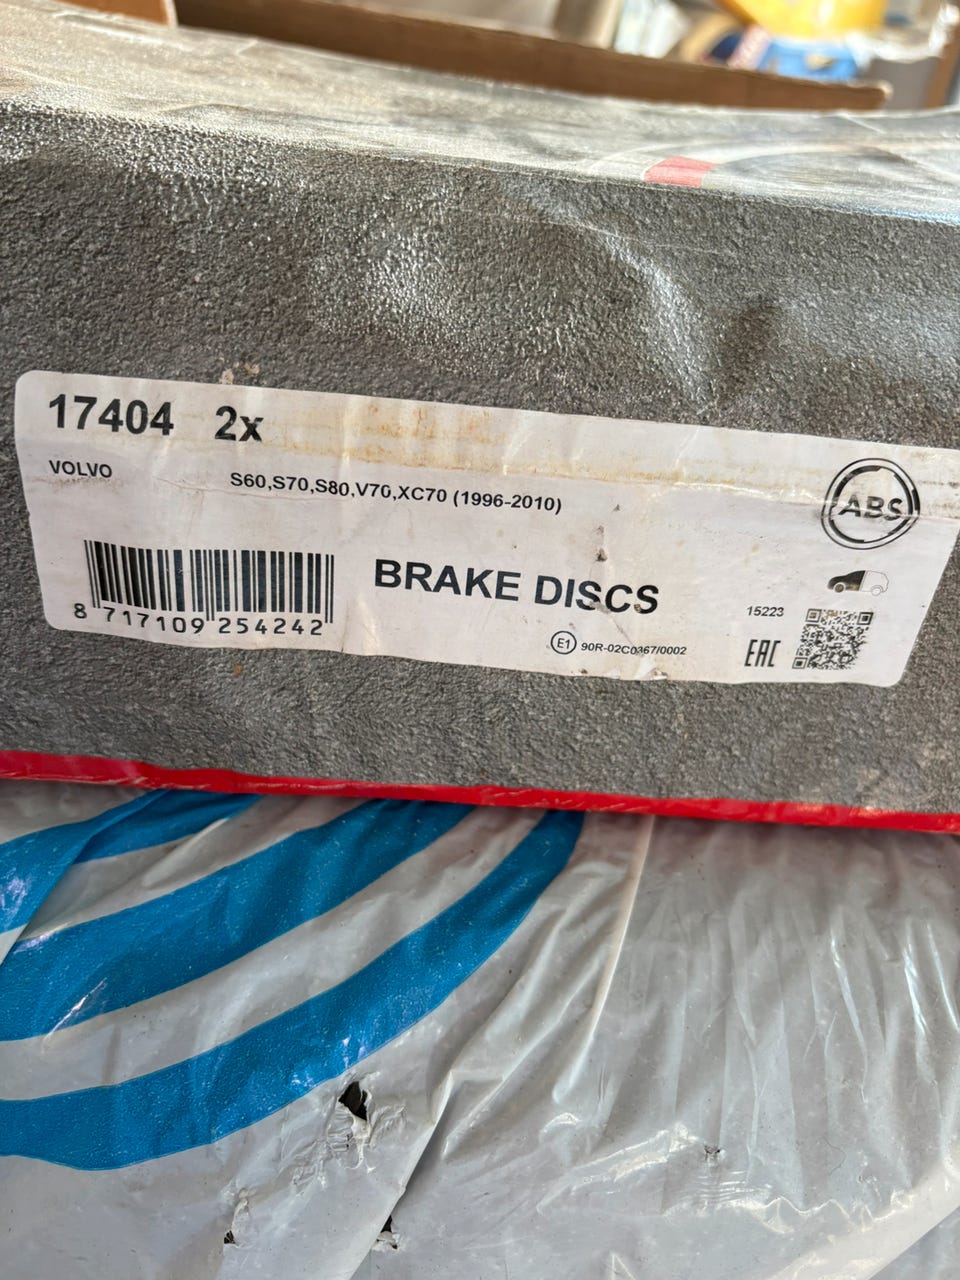 17404 2x
VOLVO
S60,S70,S80,V70,XC70 (1996-2010)
ABS
BRAKE DISCS
8 717109 254242
15223
E1 90R-02C0367/0002
EAC